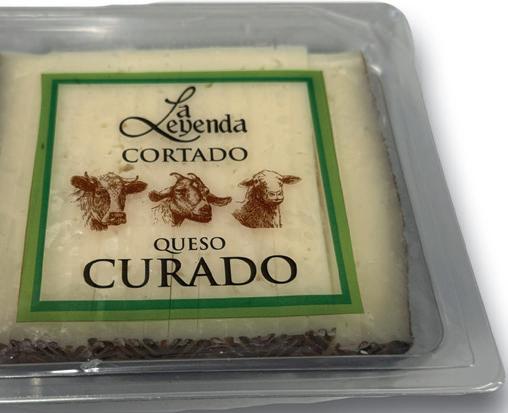 La
Leyenda
CORTADO
QUESO
CURADO